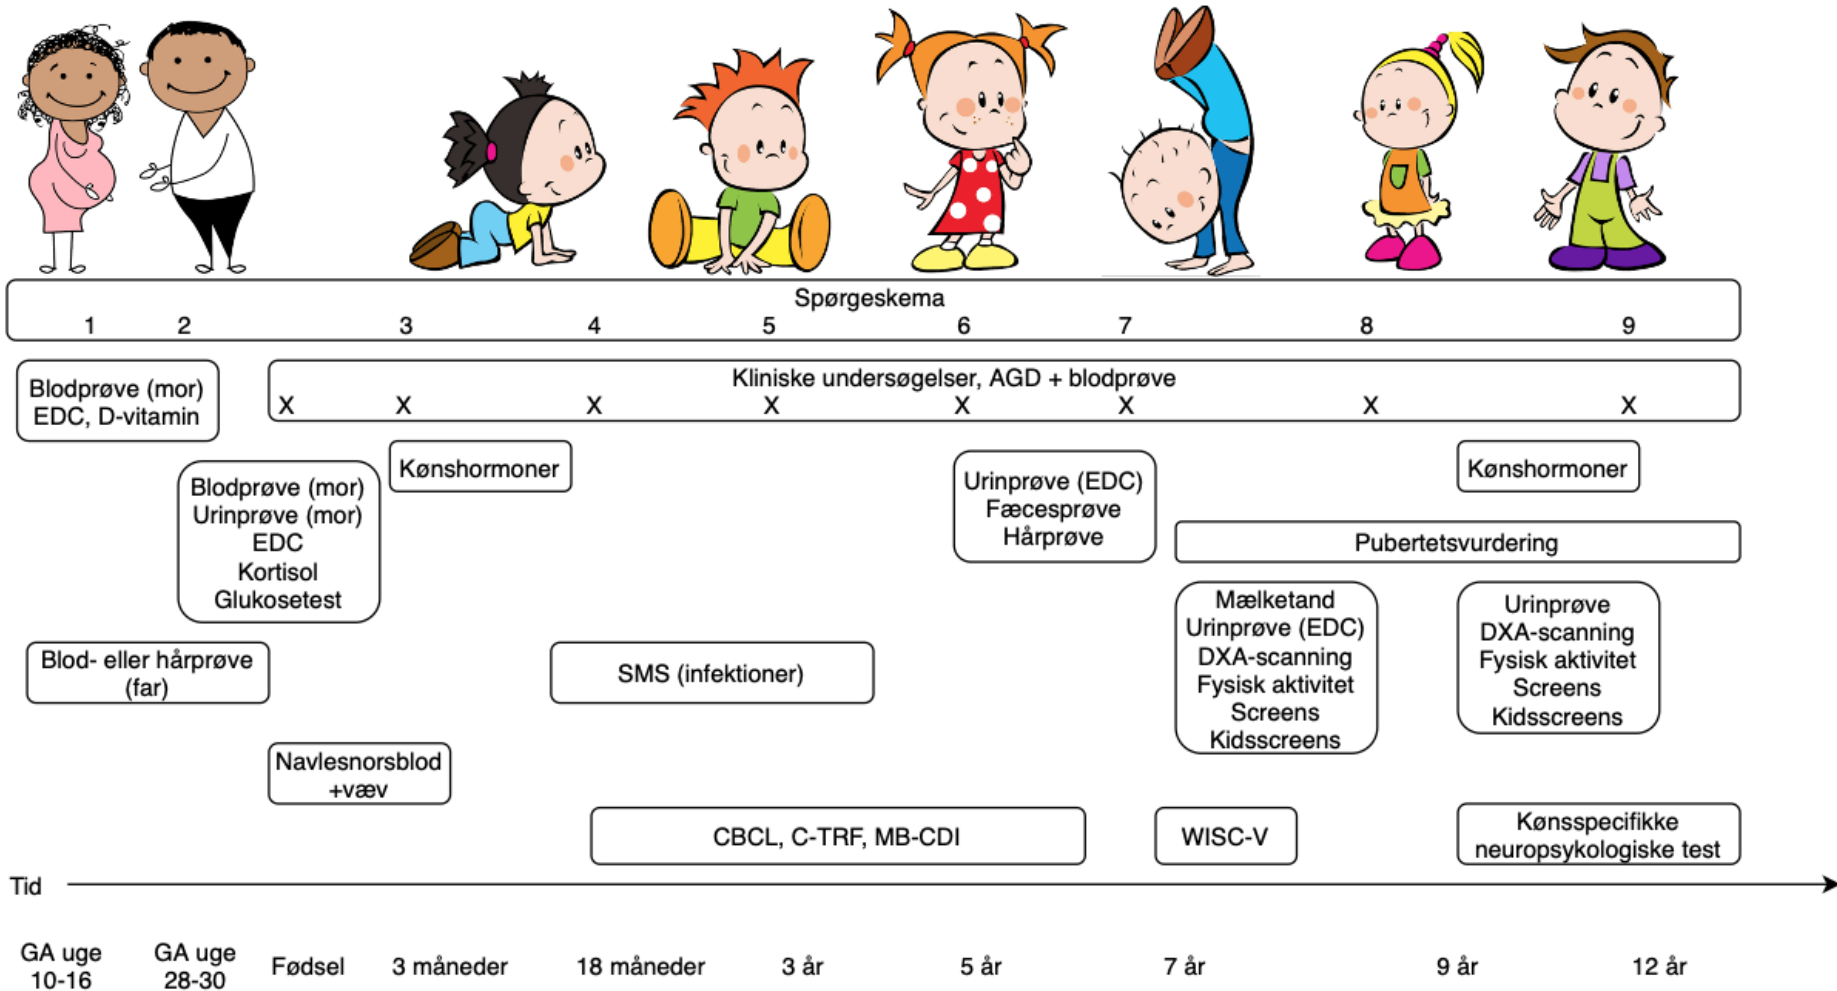 Spørgeskema
1 2 3 4 5 6 7 8 9
Blodprøve (mor)
EDC, D-vitamin
Kliniske undersøgelser, AGD + blodprøve
X X X X X X X X
Blodprøve (mor)
Urinprøve (mor)
EDC
Kortisol
Glukosetest
Kønshormoner
Urinprøve (EDC)
Fæcesprøve
Hårprøve
Kønshormoner
Pubertetsvurdering
Blod- eller hårprøve
(far)
SMS (infektioner)
Mælketand
Urinprøve (EDC)
DXA-scanning
Fysisk aktivitet
Screens
Kidsscreens
Urinprøve
DXA-scanning
Fysisk aktivitet
Screens
Kidsscreens
Navlesnorsblod
+væv
CBCL, C-TRF, MB-CDI
WISC-V
Kønsspecifikke
neuropsykologiske test
Tid
GA uge
10-16
GA uge
28-30
Fødsel
3 måneder
18 måneder
3 år
5 år
7 år
9 år
12 år